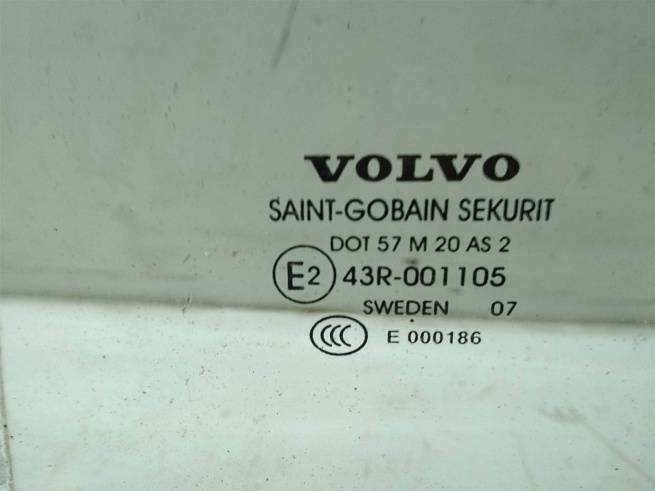 VOLVO
SAINT-GOBAIN SEKURIT
DOT 57 M 20 AS 2
E2 43R-001105
SWEDEN 07
CCC E 000186